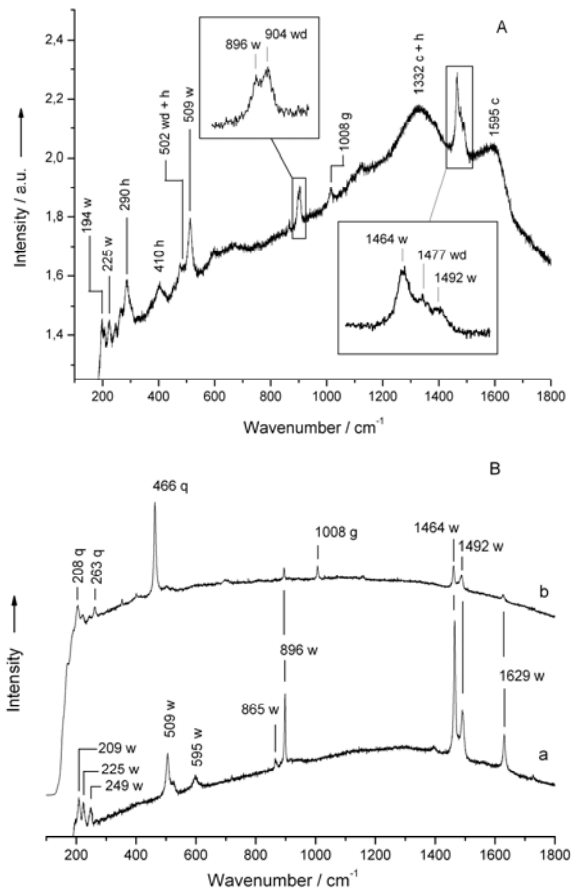 A
896 w
904 wd
194 w
225 w
290 h
410 h
502 wd + h
509 w
1008 g
1332 c + h
1595 c
1464 w
1477 wd
1492 w
Intensity / a.u.
2,2
2,0
1,8
1,6
1,4
200 400 600 800 1000 1200 1400 1600 1800
Wavenumber / cm-1
B
466 q
208 q
263 q
1008 g
1464 w
1492 w
b
896 w
1629 w
865 w
509 w
595 w
209 w
225 w
249 w
a
Intensity
200 400 600 800 1000 1200 1400 1600 1800
Wavenumber / cm-1